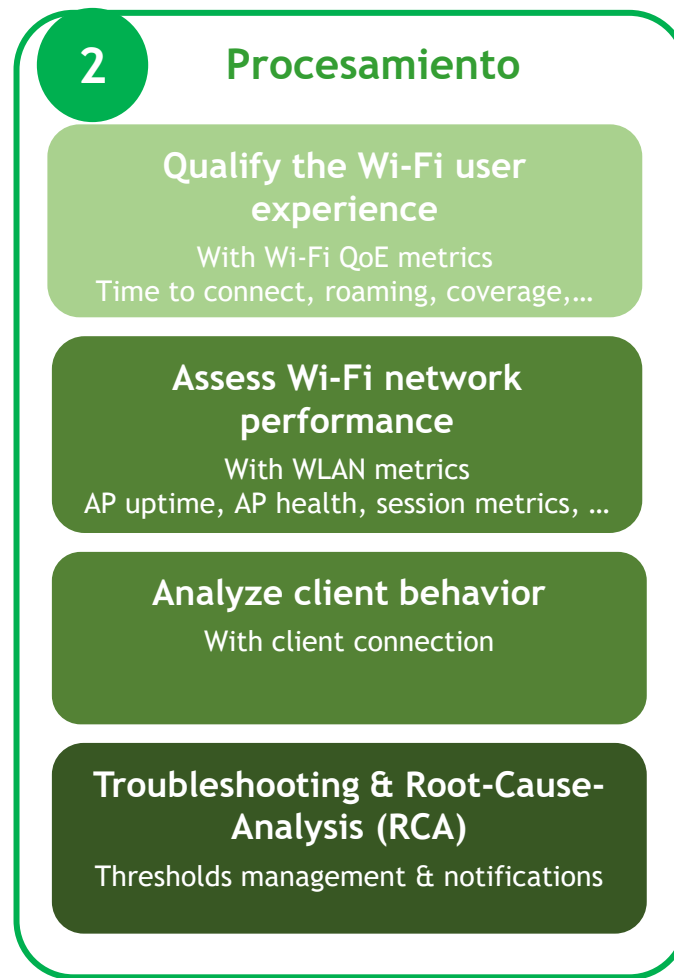 2
Procesamiento
Qualify the Wi-Fi user
experience
With Wi-Fi QoE metrics
Time to connect, roaming, coverage,…
Assess Wi-Fi network
performance
With WLAN metrics
AP uptime, AP health, session metrics, …
Analyze client behavior
With client connection
Troubleshooting & Root-Cause-
Analysis (RCA)
Thresholds management & notifications